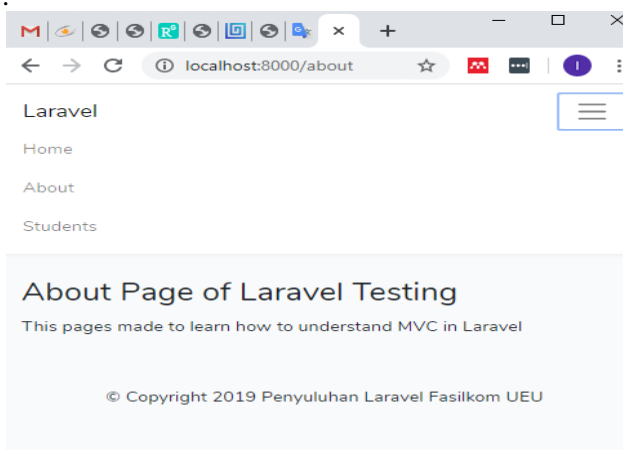 localhost:8000/about
Laravel
Home
About
Students
About Page of Laravel Testing
This pages made to learn how to understand MVC in Laravel
© Copyright 2019 Penyuluhan Laravel Fasilkom UEU